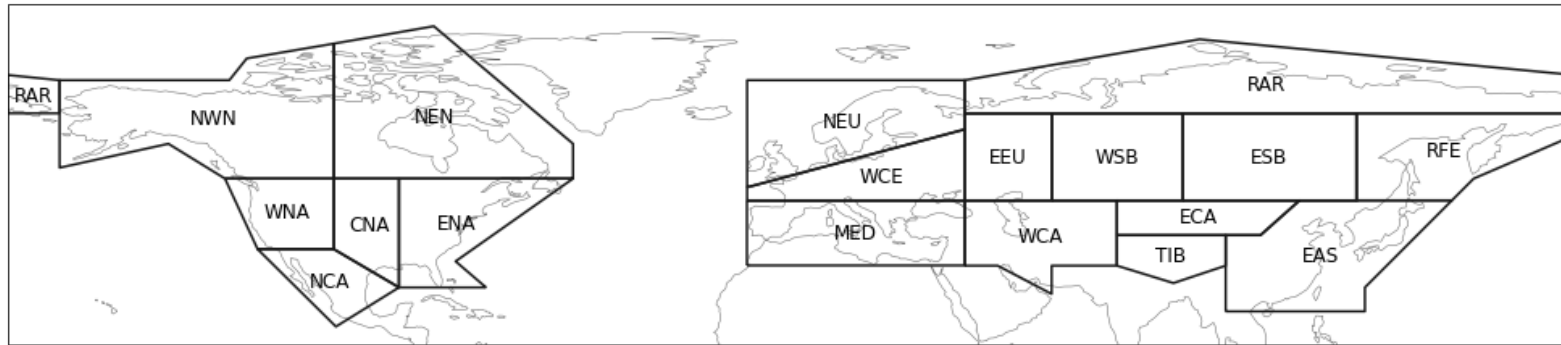 RAR
NWN
NEN
NEU
RAR
WCE
EEU
WSB
ESB
RFE
WNA
CNA
ENA
MED
WCA
ECA
TIB
EAS
NCA